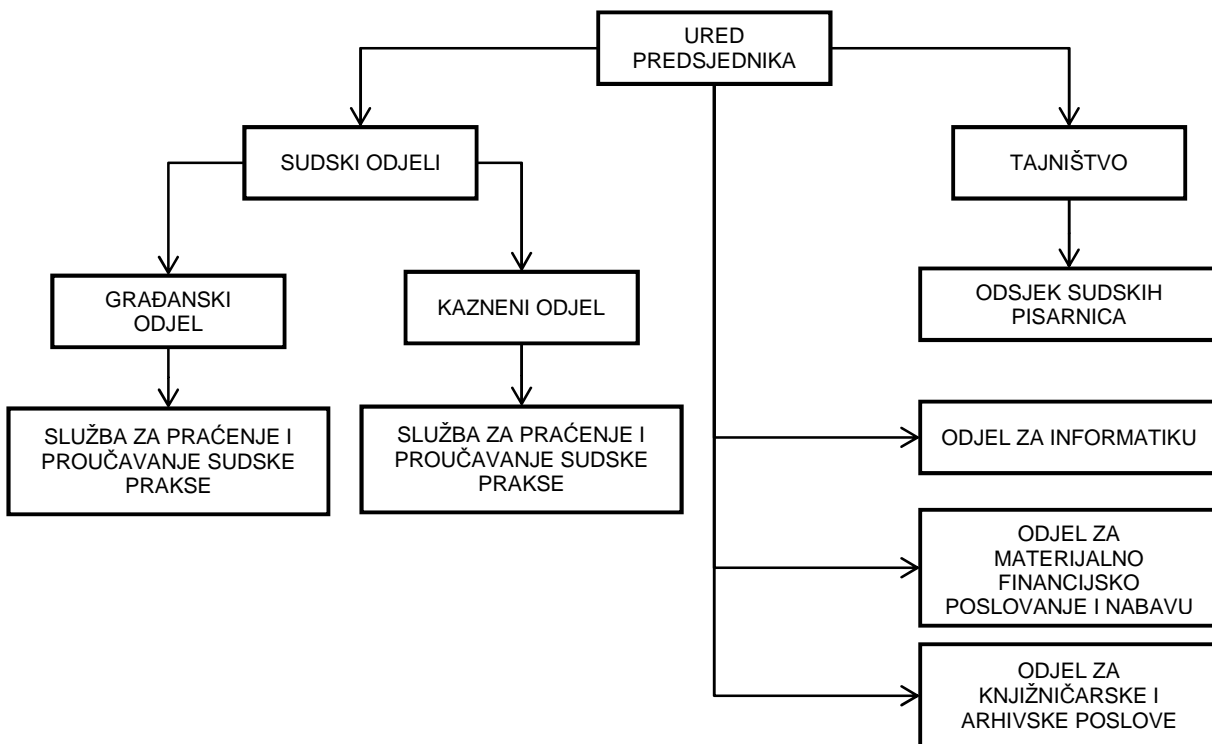 URED
PREDSJEDNIKA
SUDSKI ODJELI
TAJNIŠTVO
GRAĐANSKI
ODJEL
KAZNENI ODJEL
ODSJEK SUDSKIH
PISARNICA
SLUŽBA ZA PRAĆENJE I
PROUČAVANJE SUDSKE
PRAKSE
SLUŽBA ZA PRAĆENJE I
PROUČAVANJE SUDSKE
PRAKSE
ODJEL ZA INFORMATIKU
ODJEL ZA
MATERIJALNO
FINANCIJSKO
POSLOVANJE I NABAVU
ODJEL ZA
KNJIŽNIČARSKE I
ARHIVSKE POSLOVE